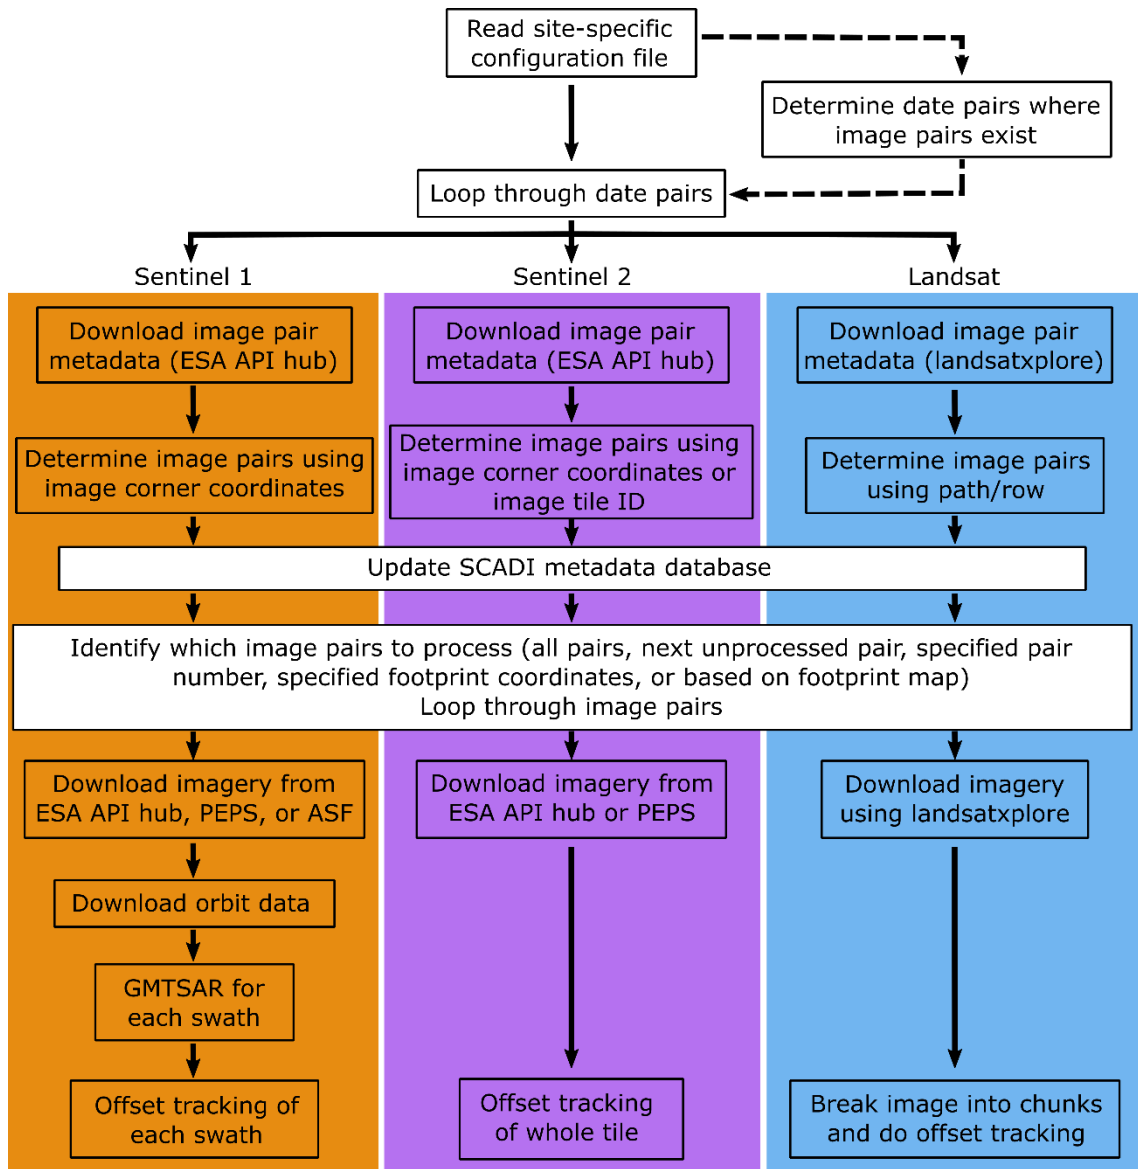 Read site-specific
configuration file
Determine date pairs where
image pairs exist
Loop through date pairs
Sentinel 1
Sentinel 2
Landsat
Download image pair
metadata (ESA API hub)
Download image pair
metadata (ESA API hub)
Download image pair
metadata (landsatxplore)
Determine image pairs using
image corner coordinates
Determine image pairs using
image corner coordinates or
image tile ID
Determine image pairs
using path/row
Update SCADI metadata database
Identify which image pairs to process (all pairs, next unprocessed pair, specified pair
number, specified footprint coordinates, or based on footprint map)
Loop through image pairs
Download imagery from
ESA API hub, PEPS, or ASF
Download imagery from
ESA API hub or PEPS
Download imagery
using landsatxplore
Download orbit data
GMTSAR for
each swath
Offset tracking of
each swath
Offset tracking
of whole tile
Break image into chunks
and do offset tracking